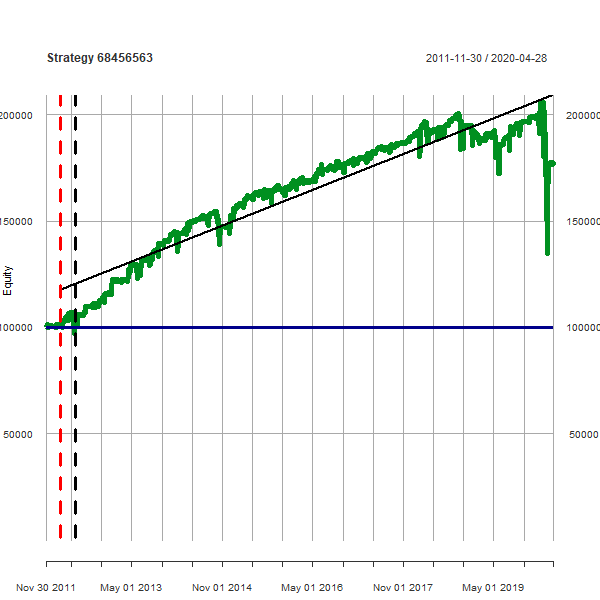 Strategy 68456563 2011-11-30 / 2020-04-28
200000 200000
150000 150000
Equity
100000 100000
50000 50000
Nov 30 2011 May 01 2013 Nov 01 2014 May 01 2016 Nov 01 2017 May 01 2019